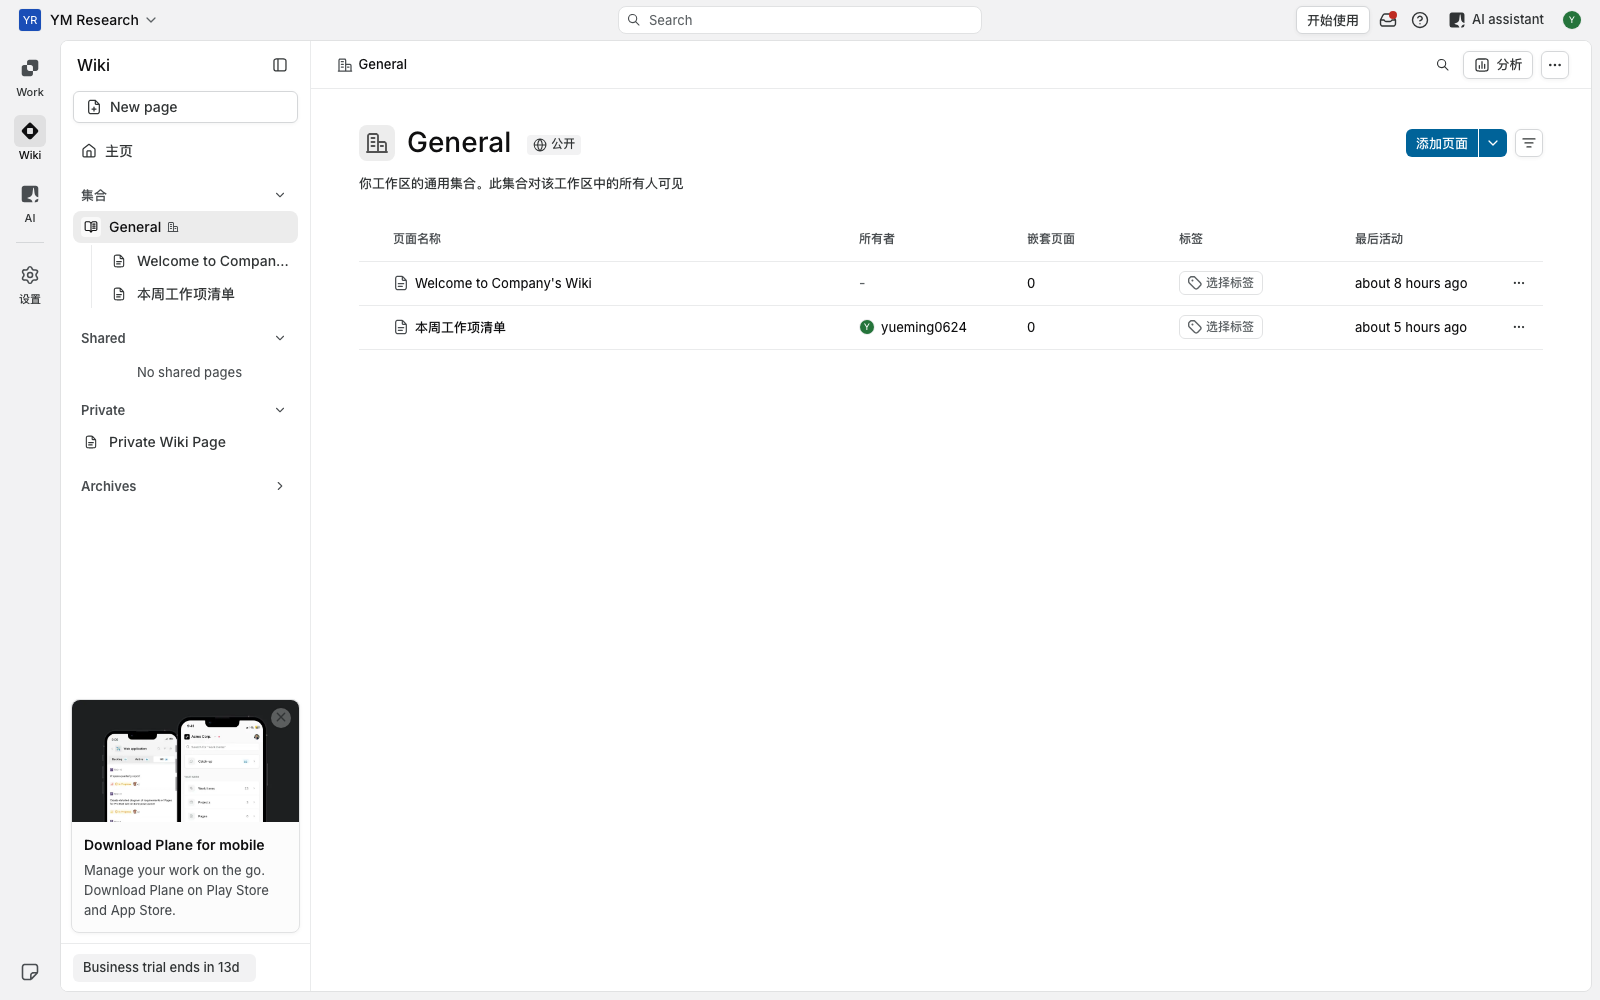 YR YM Research
Search
开始使用
AI assistant
Y
Work
Wiki
AI
设置
Wiki
New page
主页
集合
General
Welcome to Compan...
本周工作项清单
Shared
No shared pages
Private
Private Wiki Page
Archives
Download Plane for mobile
Manage your work on the go.
Download Plane on Play Store
and App Store.
Business trial ends in 13d
General
分析
General
公开
添加页面
你工作区的通用集合。此集合对该工作区中的所有人可见
页面名称 所有者 嵌套页面 标签 最后活动
Welcome to Company's Wiki - 0 选择标签 about 8 hours ago
本周工作项清单 Y yueming0624 0 选择标签 about 5 hours ago